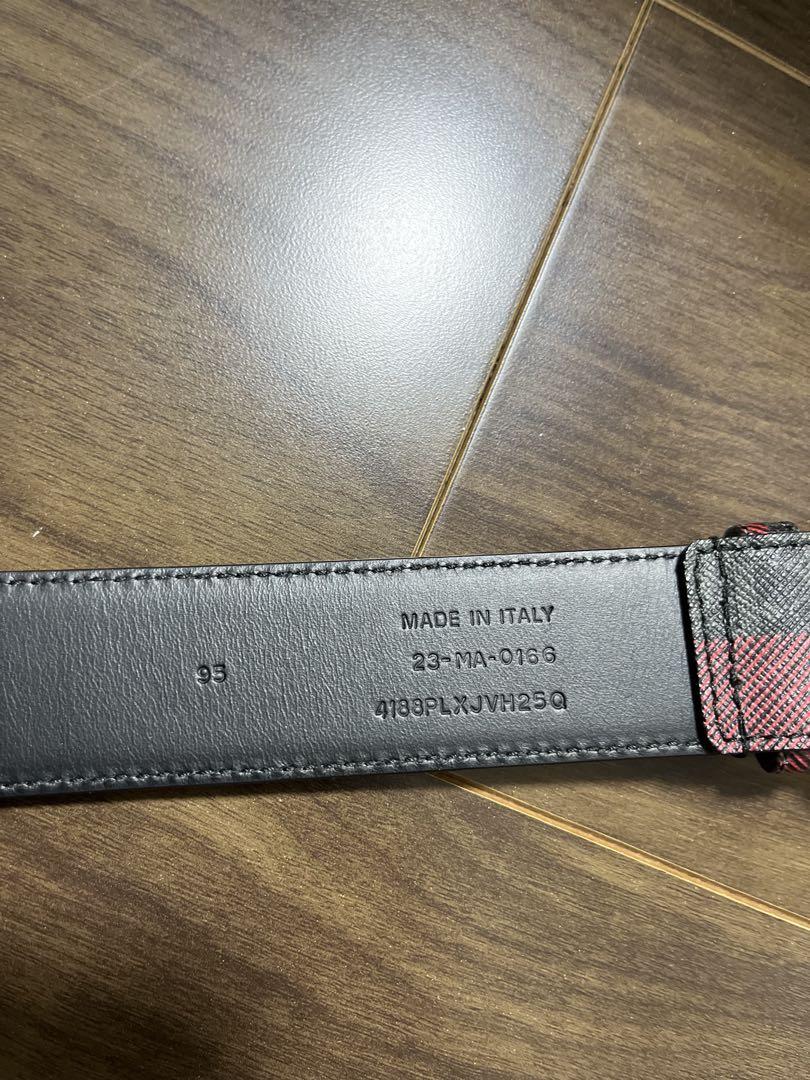 MADE IN ITALY
23-MA-0166
4188PLXJVH25Q
95